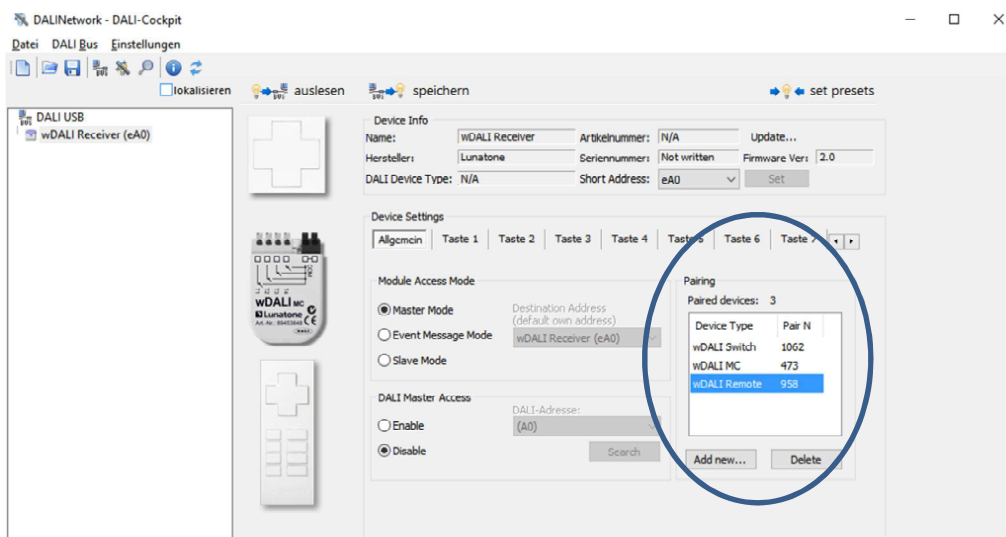 DALINetwork - DALI-Cockpit
Datei DALI Bus Einstellungen
lokalisieren auslesen speichern set presets
DALI USB
wDALI Receiver (eA0)
Device Info
Name: wDALI Receiver Artikelnummer: N/A Update...
Hersteller: Lunatone Seriennummer: Not written Firmware Ver: 2.0
DALI Device Type: N/A Short Address: eA0 Set
Device Settings
Allgemein Taste 1 Taste 2 Taste 3 Taste 4 Taste 5 Taste 6 Taste 7
Module Access Mode
Master Mode
Event Message Mode
Slave Mode
Destination Address
(default own address)
wDALI Receiver (eA0)
DALI Master Access
Enable
Disable
DALI-Adresse:
(A0)
Search
Pairing
Paired devices: 3
Device Type Pair N
wDALI Switch 1062
wDALI MC 473
wDALI Remote 958
Add new... Delete
wDALI MC
Lunatone